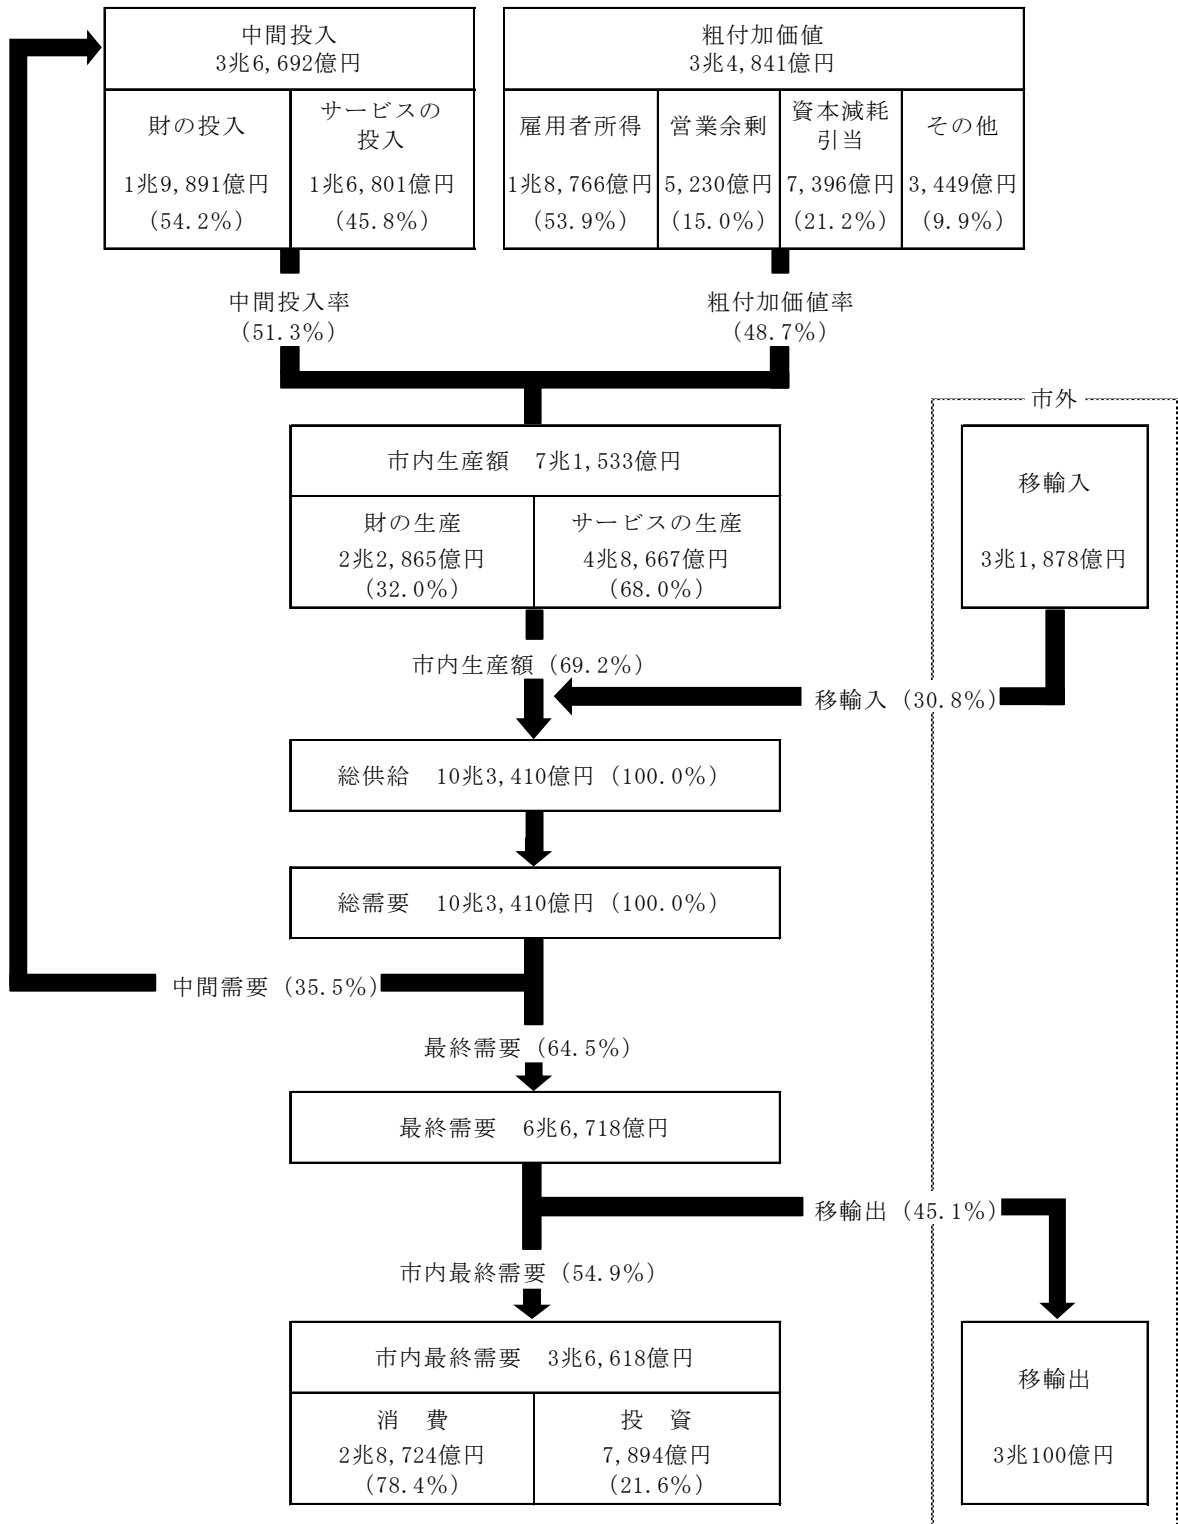 中間投入
3兆6,692億円
粗付加価値
3兆4,841億円
財の投入
1兆9,891億円
(54.2%)
サービスの
投入
1兆6,801億円
(45.8%)
雇用者所得
1兆8,766億円
(53.9%)
営業余剰
5,230億円
(15.0%)
資本減耗
引当
7,396億円
(21.2%)
その他
3,449億円
(9.9%)
中間投入率
(51.3%)
粗付加価値率
(48.7%)
市外
市内生産額　7兆1,533億円
財の生産
2兆2,865億円
(32.0%)
サービスの生産
4兆8,667億円
(68.0%)
移輸入
3兆1,878億円
市内生産額 (69.2%)
移輸入 (30.8%)
総供給　10兆3,410億円 (100.0%)
総需要　10兆3,410億円 (100.0%)
中間需要 (35.5%)
最終需要 (64.5%)
最終需要　6兆6,718億円
移輸出 (45.1%)
市内最終需要 (54.9%)
市内最終需要　3兆6,618億円
消　費
2兆8,724億円
(78.4%)
投　資
7,894億円
(21.6%)
移輸出
3兆100億円